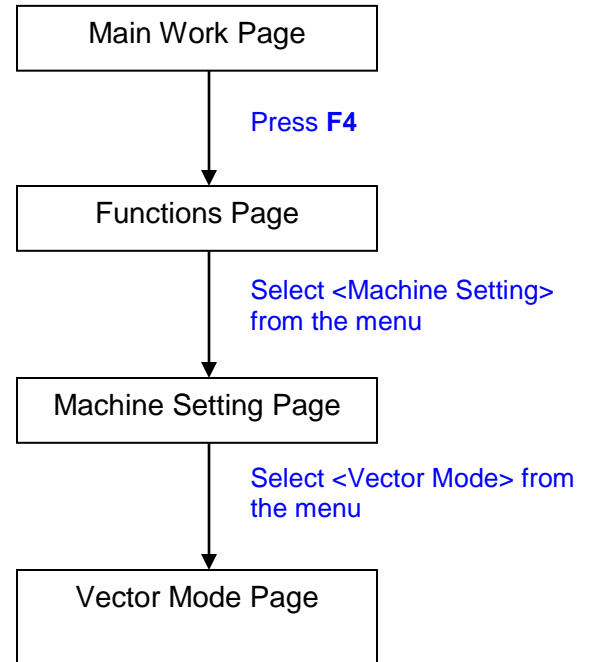 Main Work Page
Press F4
Functions Page
Select <Machine Setting>
from the menu
Machine Setting Page
Select <Vector Mode> from
the menu
Vector Mode Page